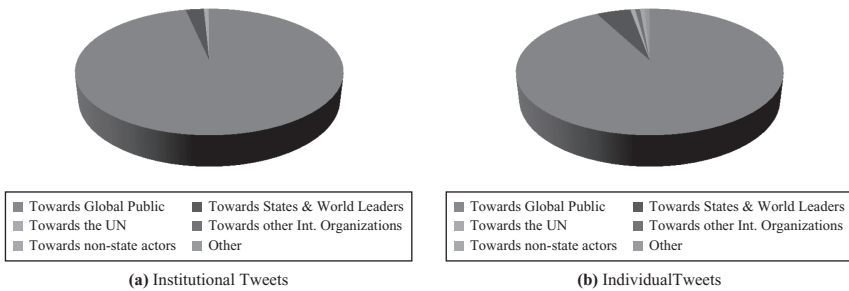 Towards Global Public Towards States & World Leaders
Towards the UN Towards other Int. Organizations
Towards non-state actors Other
(a) Institutional Tweets
Towards Global Public Towards States & World Leaders
Towards the UN Towards other Int. Organizations
Towards non-state actors Other
(b) IndividualTweets